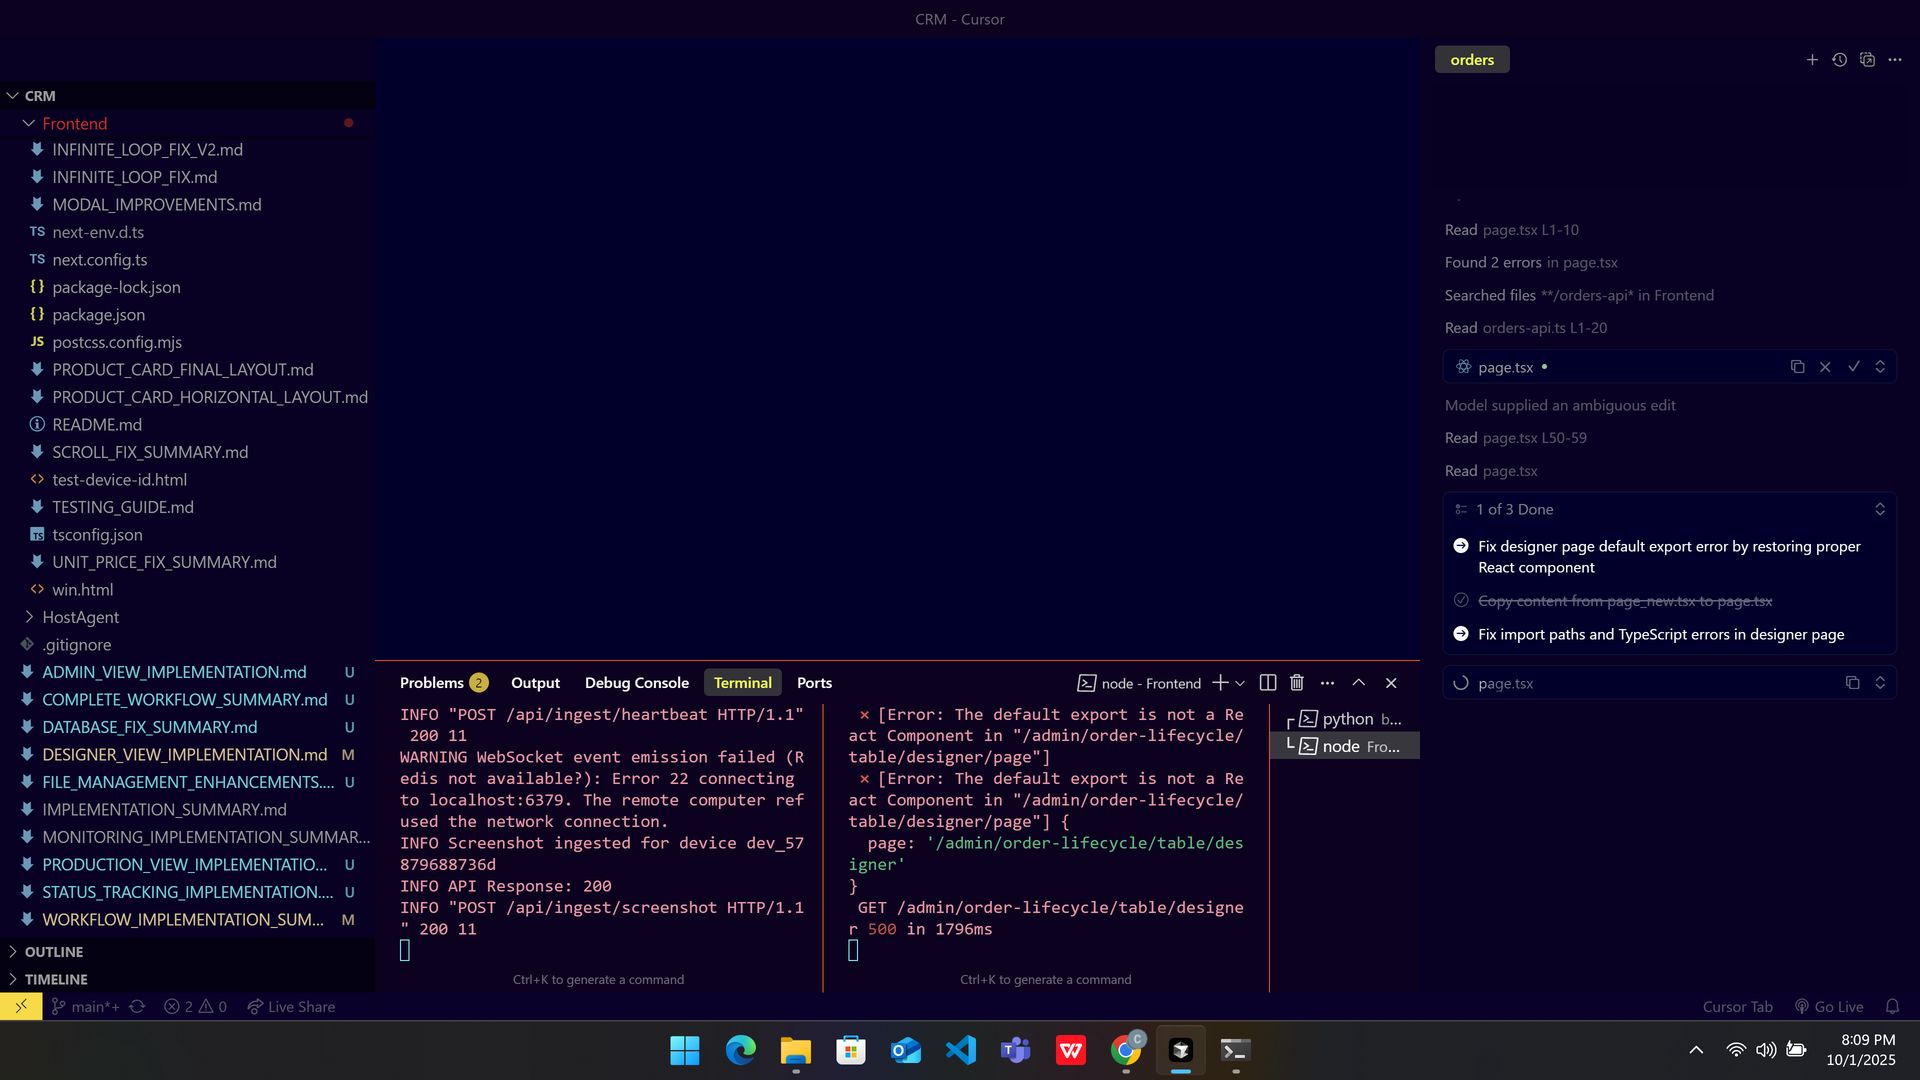 CRM - Cursor
CRM
Frontend
INFINITE_LOOP_FIX_V2.md
INFINITE_LOOP_FIX.md
MODAL_IMPROVEMENTS.md
TS next-env.d.ts
TS next.config.ts
{} package-lock.json
{} package.json
JS postcss.config.mjs
PRODUCT_CARD_FINAL_LAYOUT.md
PRODUCT_CARD_HORIZONTAL_LAYOUT.md
README.md
SCROLL_FIX_SUMMARY.md
<> test-device-id.html
TESTING_GUIDE.md
TS tsconfig.json
UNIT_PRICE_FIX_SUMMARY.md
<> win.html
HostAgent
.gitignore
ADMIN_VIEW_IMPLEMENTATION.md U
COMPLETE_WORKFLOW_SUMMARY.md U
DATABASE_FIX_SUMMARY.md U
DESIGNER_VIEW_IMPLEMENTATION.md M
FILE_MANAGEMENT_ENHANCEMENTS.... U
IMPLEMENTATION_SUMMARY.md
MONITORING_IMPLEMENTATION_SUMMAR...
PRODUCTION_VIEW_IMPLEMENTATIO... U
STATUS_TRACKING_IMPLEMENTATION.... U
WORKFLOW_IMPLEMENTATION_SUM... M
OUTLINE
TIMELINE
Problems 2 Output Debug Console Terminal Ports
node - Frontend
INFO "POST /api/ingest/heartbeat HTTP/1.1"
200 11
WARNING WebSocket event emission failed (R
edis not available?): Error 22 connecting
to localhost:6379. The remote computer ref
used the network connection.
INFO Screenshot ingested for device dev_57
879688736d
INFO API Response: 200
INFO "POST /api/ingest/screenshot HTTP/1.1
" 200 11
Ctrl+K to generate a command
× [Error: The default export is not a Re
act Component in "/admin/order-lifecycle/
table/designer/page"]
× [Error: The default export is not a Re
act Component in "/admin/order-lifecycle/
table/designer/page"] {
page: '/admin/order-lifecycle/table/des
igner'
}
GET /admin/order-lifecycle/table/designe
r 500 in 1796ms
Ctrl+K to generate a command
python b...
node Fro...
orders
Read page.tsx L1-10
Found 2 errors in page.tsx
Searched files **/orders-api* in Frontend
Read orders-api.ts L1-20
page.tsx
Model supplied an ambiguous edit
Read page.tsx L50-59
Read page.tsx
1 of 3 Done
Fix designer page default export error by restoring proper
React component
Copy content from page_new.tsx to page.tsx
Fix import paths and TypeScript errors in designer page
page.tsx
main*+ 2 0 Live Share
Cursor Tab Go Live
8:09 PM
10/1/2025